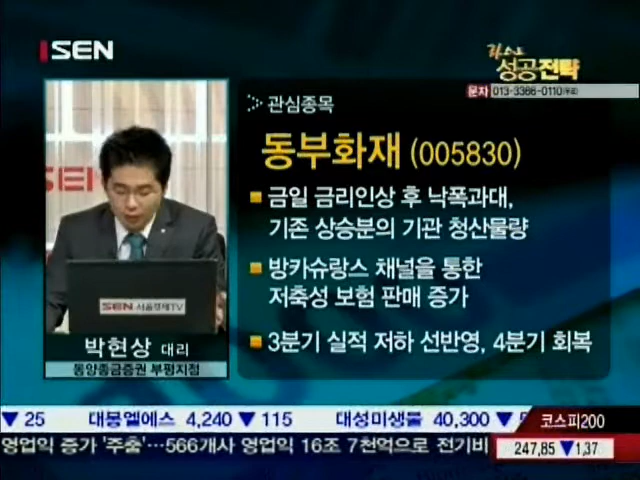 SEN
성공전략
문자 013-3366-0110(무료)
관심종목
동부화재 (005830)
금일 금리인상 후 낙폭과대,
기존 상승분의 기관 청산물량
방카슈랑스 채널을 통한
저축성 보험 판매 증가
3분기 실적 저하 선반영, 4분기 회복
SEN
SEN 서울경제TV
박현상 대리
동양종금증권 부평지점
▼ 25 대봉엘에스 4,240 ▼ 115 대성미생물 40,300 ▼
코스피200
영업익 증가 '주춤'…566개사 영업익 16조 7천억으로 전기비
247,85 ▼1,37